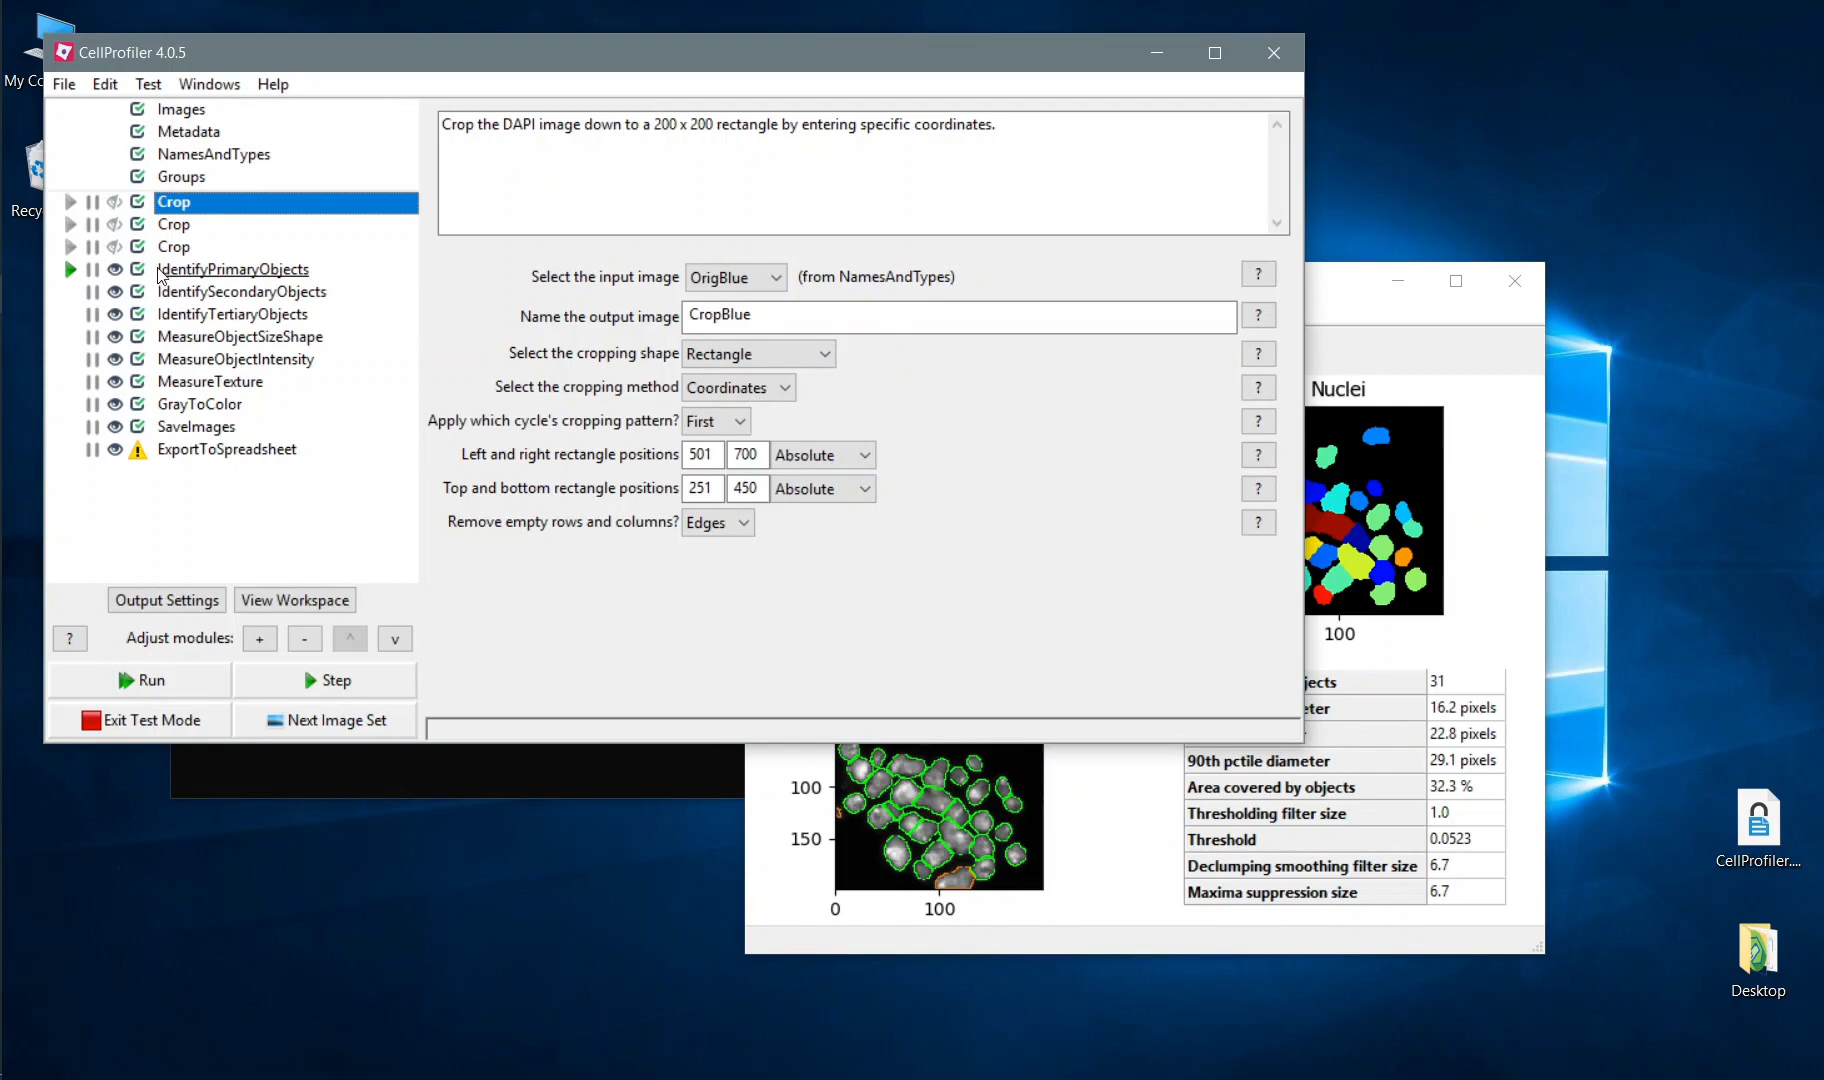 My Co
Recy
CellProfiler 4.0.5
File Edit Test Windows Help
Images
Metadata
NamesAndTypes
Groups
Crop
Crop
Crop
IdentifyPrimaryObjects
IdentifySecondaryObjects
IdentifyTertiaryObjects
MeasureObjectSizeShape
MeasureObjectIntensity
MeasureTexture
GrayToColor
SaveImages
ExportToSpreadsheet
Output Settings View Workspace
? Adjust modules: + - ^ v
Run Step
Exit Test Mode Next Image Set
Crop the DAPI image down to a 200 x 200 rectangle by entering specific coordinates.
Select the input image OrigBlue (from NamesAndTypes) ?
Name the output image CropBlue ?
Select the cropping shape Rectangle ?
Select the cropping method Coordinates ?
Apply which cycle's cropping pattern? First ?
Left and right rectangle positions 501 700 Absolute ?
Top and bottom rectangle positions 251 450 Absolute ?
Remove empty rows and columns? Edges ?
Nuclei
100
100
150
0 100
jects 31
eter 16.2 pixels
22.8 pixels
90th pctile diameter 29.1 pixels
Area covered by objects 32.3 %
Thresholding filter size 1.0
Threshold 0.0523
Declumping smoothing filter size 6.7
Maxima suppression size 6.7
CellProfiler....
Desktop